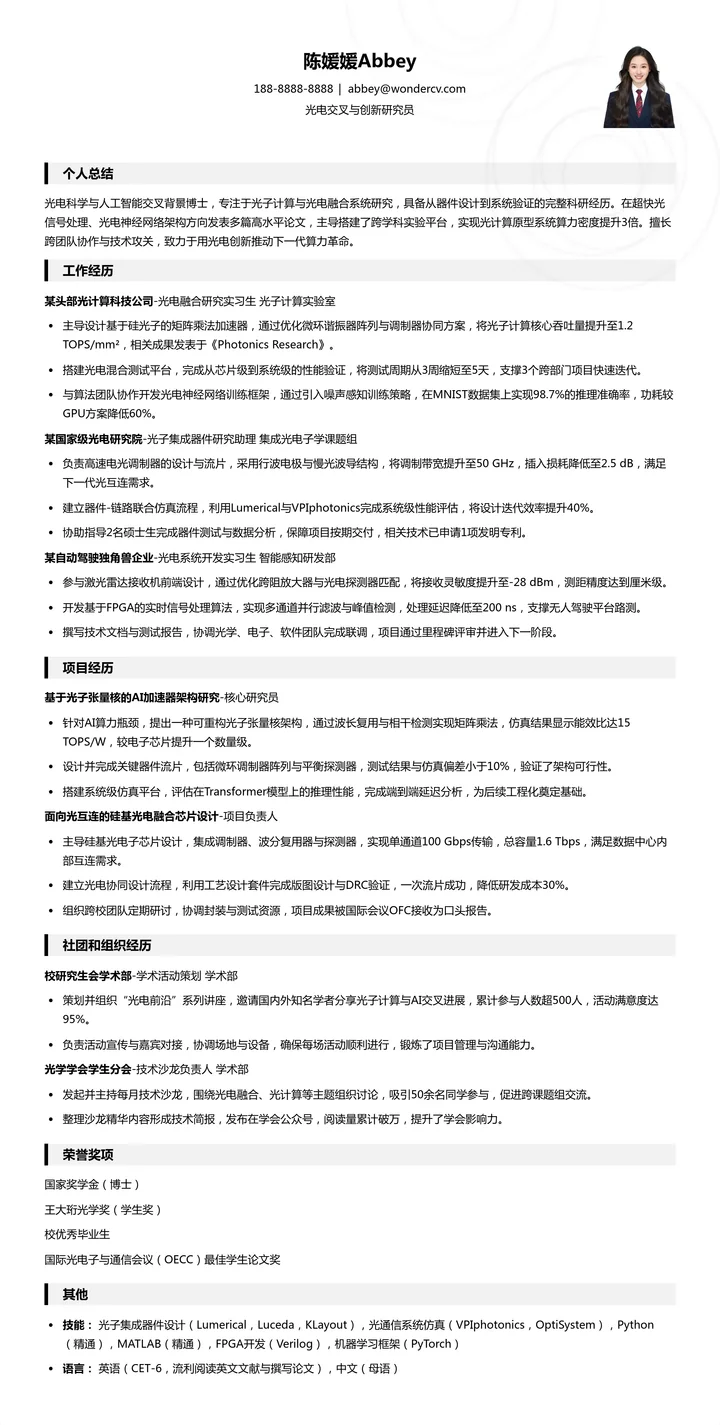 陈媛媛Abbey
188-8888-8888 | abbey@wondercv.com
光电交叉与创新研究员
个人总结
光电科学与人工智能交叉背景博士，专注于光子计算与光电融合系统研究，具备从器件设计到系统验证的完整科研经历。在超快光
信号处理、光电神经网络架构方向发表多篇高水平论文，主导搭建了跨学科实验平台，实现光计算原型系统算力密度提升3倍。擅长
跨团队协作与技术攻关，致力于用光电创新推动下一代算力革命。
工作经历
某头部光计算科技公司-光电融合研究实习生 光子计算实验室
• 主导设计基于硅光子的矩阵乘法加速器，通过优化微环谐振器阵列与调制器协同方案，将光子计算核心吞吐量提升至1.2
TOPS/mm²，相关成果发表于《Photonics Research》。
• 搭建光电混合测试平台，完成从芯片级到系统级的性能验证，将测试周期从3周缩短至5天，支撑3个跨部门项目快速迭代。
• 与算法团队协作开发光电神经网络训练框架，通过引入噪声感知训练策略，在MNIST数据集上实现98.7%的推理准确率，功耗较
GPU方案降低60%。
某国家级光电研究院-光子集成器件研究助理 集成光电子学课题组
• 负责高速电光调制器的设计与流片，采用行波电极与慢光波导结构，将调制带宽提升至50 GHz，插入损耗降低至2.5 dB，满足
下一代光互连需求。
• 建立器件-链路联合仿真流程，利用Lumerical与VPIphotonics完成系统级性能评估，将设计迭代效率提升40%。
• 协助指导2名硕士生完成器件测试与数据分析，保障项目按期交付，相关技术已申请1项发明专利。
某自动驾驶独角兽企业-光电系统开发实习生 智能感知研发部
• 参与激光雷达接收机前端设计，通过优化跨阻放大器与光电探测器匹配，将接收灵敏度提升至-28 dBm，测距精度达到厘米级。
• 开发基于FPGA的实时信号处理算法，实现多通道并行滤波与峰值检测，处理延迟降低至200 ns，支撑无人驾驶平台路测。
• 撰写技术文档与测试报告，协调光学、电子、软件团队完成联调，项目通过里程碑评审并进入下一阶段。
项目经历
基于光子张量核的AI加速器架构研究-核心研究员
• 针对AI算力瓶颈，提出一种可重构光子张量核架构，通过波长复用与相干检测实现矩阵乘法，仿真结果显示能效比达15
TOPS/W，较电子芯片提升一个数量级。
• 设计并完成关键器件流片，包括微环调制器阵列与平衡探测器，测试结果与仿真偏差小于10%，验证了架构可行性。
• 搭建系统级仿真平台，评估在Transformer模型上的推理性能，完成端到端延迟分析，为后续工程化奠定基础。
面向光互连的硅基光电融合芯片设计-项目负责人
• 主导硅基光电子芯片设计，集成调制器、波分复用器与探测器，实现单通道100 Gbps传输，总容量1.6 Tbps，满足数据中心内
部互连需求。
• 建立光电协同设计流程，利用工艺设计套件完成版图设计与DRC验证，一次流片成功，降低研发成本30%。
• 组织跨校团队定期研讨，协调封装与测试资源，项目成果被国际会议OFC接收为口头报告。
社团和组织经历
校研究生会学术部-学术活动策划 学术部
• 策划并组织“光电前沿”系列讲座，邀请国内外知名学者分享光子计算与AI交叉进展，累计参与人数超500人，活动满意度达
95%。
• 负责活动宣传与嘉宾对接，协调场地与设备，确保每场活动顺利进行，锻炼了项目管理与沟通能力。
光学学会学生分会-技术沙龙负责人 学术部
• 发起并主持每月技术沙龙，围绕光电融合、光计算等主题组织讨论，吸引50余名同学参与，促进跨课题组交流。
• 整理沙龙精华内容形成技术简报，发布在学会公众号，阅读量累计破万，提升了学会影响力。
荣誉奖项
国家奖学金（博士）
王大珩光学奖（学生奖）
校优秀毕业生
国际光电子与通信会议（OECC）最佳学生论文奖
其他
• 技能： 光子集成器件设计（Lumerical，Luceda，KLayout），光通信系统仿真（VPIphotonics，OptiSystem），Python
（精通），MATLAB（精通），FPGA开发（Verilog），机器学习框架（PyTorch）
• 语言： 英语（CET-6，流利阅读英文文献与撰写论文），中文（母语）